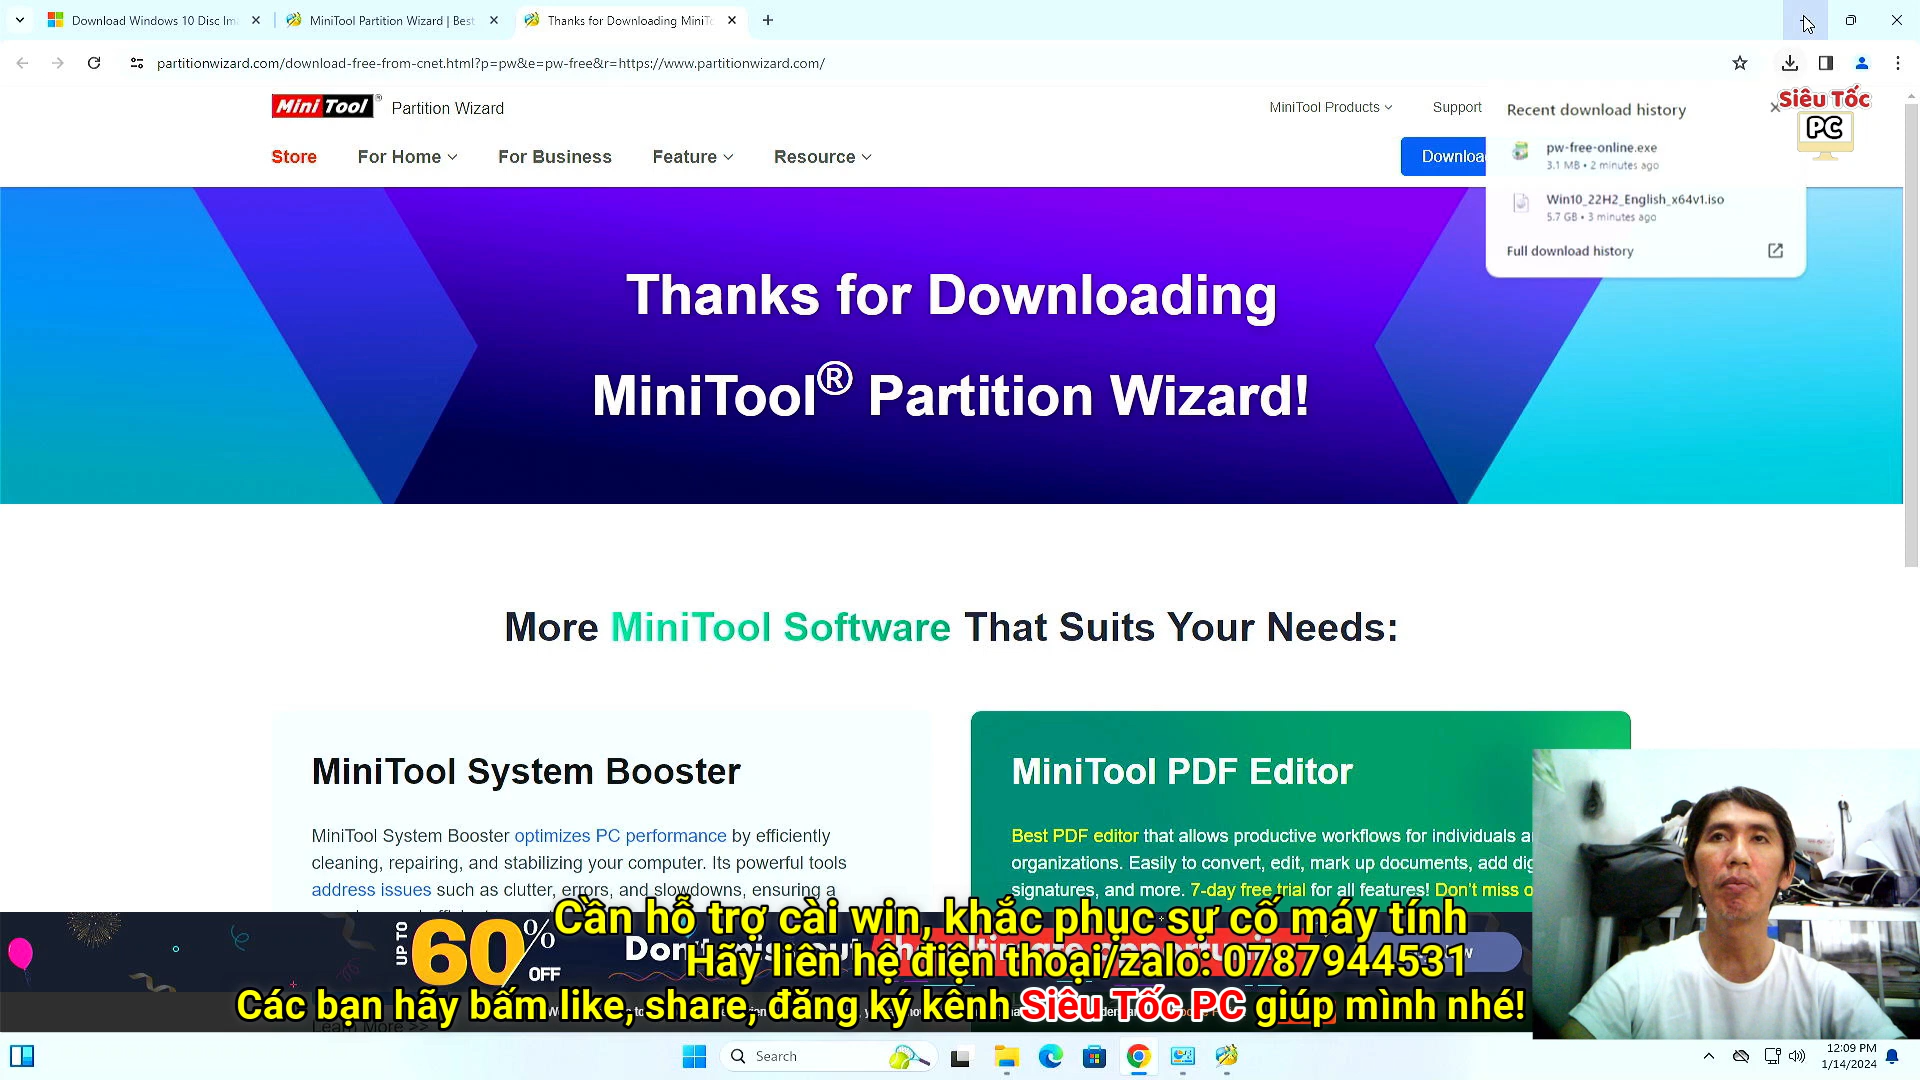 Download Windows 10 Disc Im
MiniTool Partition Wizard | Best
Thanks for Downloading MiniTo
partitionwizard.com/download-free-from-cnet.html?p=pw&e=pw-free&r=https://www.partitionwizard.com/
Mini Tool® Partition Wizard
MiniTool Products
Support
Store
For Home
For Business
Feature
Resource
Downloa
Recent download history
pw-free-online.exe
3.1 MB • 2 minutes ago
Win10_22H2_English_x64v1.iso
5.7 GB • 3 minutes ago
Full download history
Siêu Tốc
PC
Thanks for Downloading
MiniTool® Partition Wizard!
More MiniTool Software That Suits Your Needs:
MiniTool System Booster
MiniTool System Booster optimizes PC performance by efficiently
cleaning, repairing, and stabilizing your computer. Its powerful tools
address issues such as clutter, errors, and slowdowns, ensuring a
MiniTool PDF Editor
Best PDF editor that allows productive workflows for individuals a
organizations. Easily to convert, edit, mark up documents, add dig
signatures, and more. 7-day free trial for all features! Don't miss o
UP TO 60% OFF
Cần hỗ trợ cài win, khắc phục sự cố máy tính
Hãy liên hệ điện thoại/zalo: 0787944531
Các bạn hãy bấm like, share, đăng ký kênh Siêu Tốc PC giúp mình nhé!
Learn More >>
Search
12:09 PM
1/14/2024